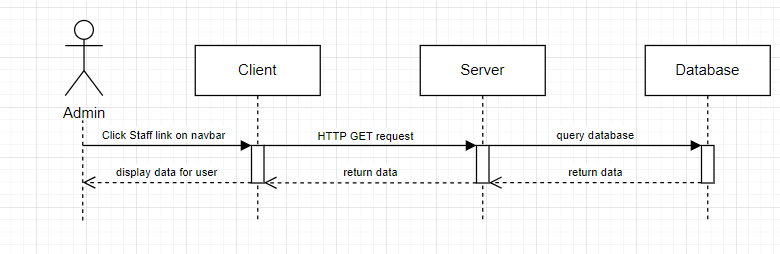 Client
Server
Database
Admin
Click Staff link on navbar
HTTP GET request
query database
display data for user
return data
return data